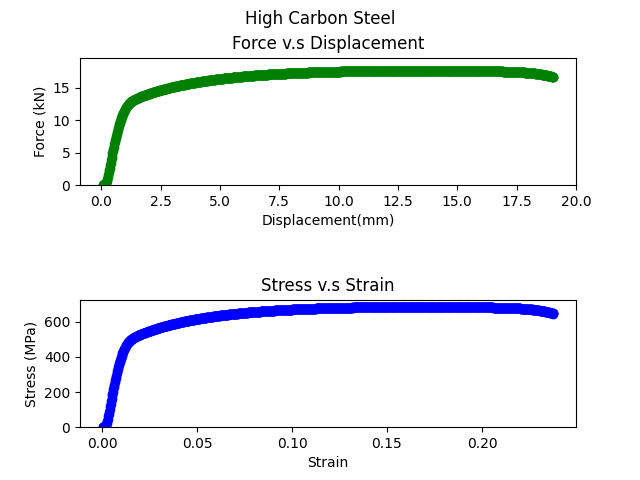 High Carbon Steel
Force v.s Displacement
Force (kN)
15
10
5
0
0.0 2.5 5.0 7.5 10.0 12.5 15.0 17.5 20.0
Displacement(mm)
Stress v.s Strain
Stress (MPa)
600
400
200
0
0.00 0.05 0.10 0.15 0.20
Strain